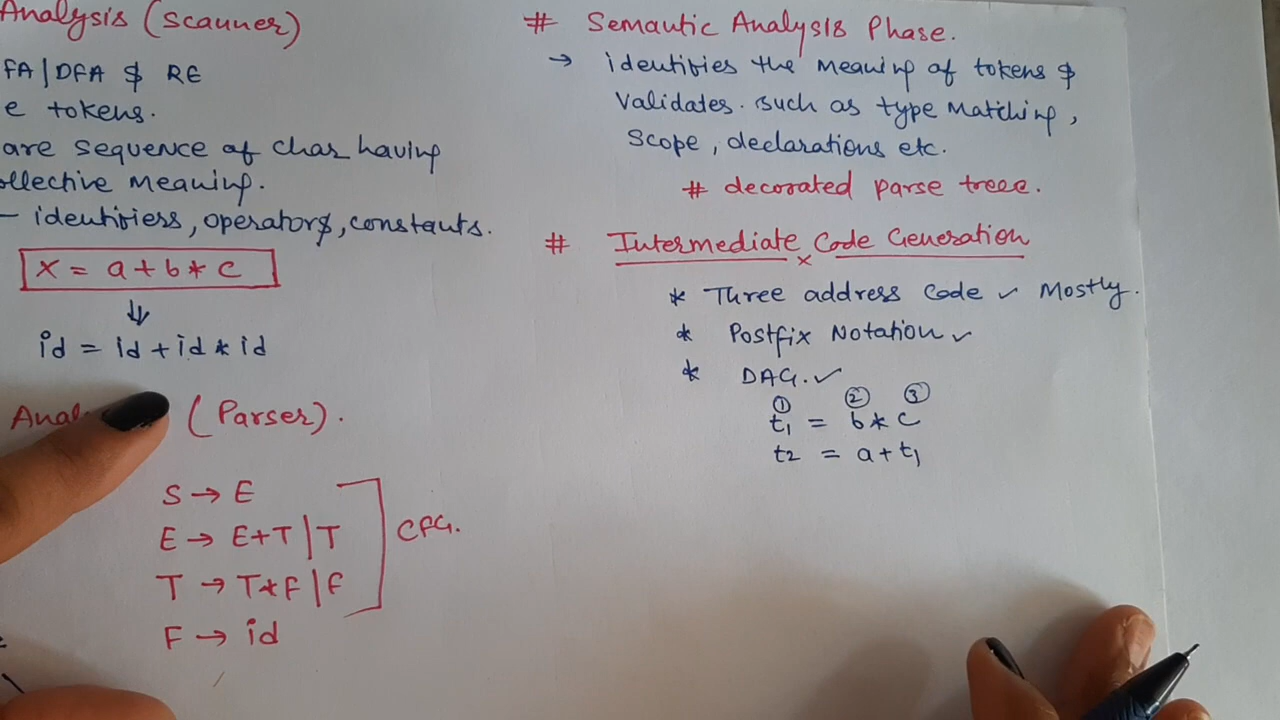 Analysis (Scanner)
FA/DFA & RE
e tokens.
are sequence of char having
ollective meaning.
- identifiers, operators, constants.
x = a + b * c
⇓
id = id + id * id
(Parser).
S → E
E → E+T | T
T → T*F | F
F → id
CFG.
# Semantic Analysis Phase.
→ identifies the meaning of tokens &
validates. such as type matching,
scope, declarations etc.
# decorated parse treee.
# Intermediate Code Generation
x
* Three address code ✓ Mostly.
* Postfix Notation ✓
* DAG. ✓
① ② ③
t1 = b * c
t2 = a + t1